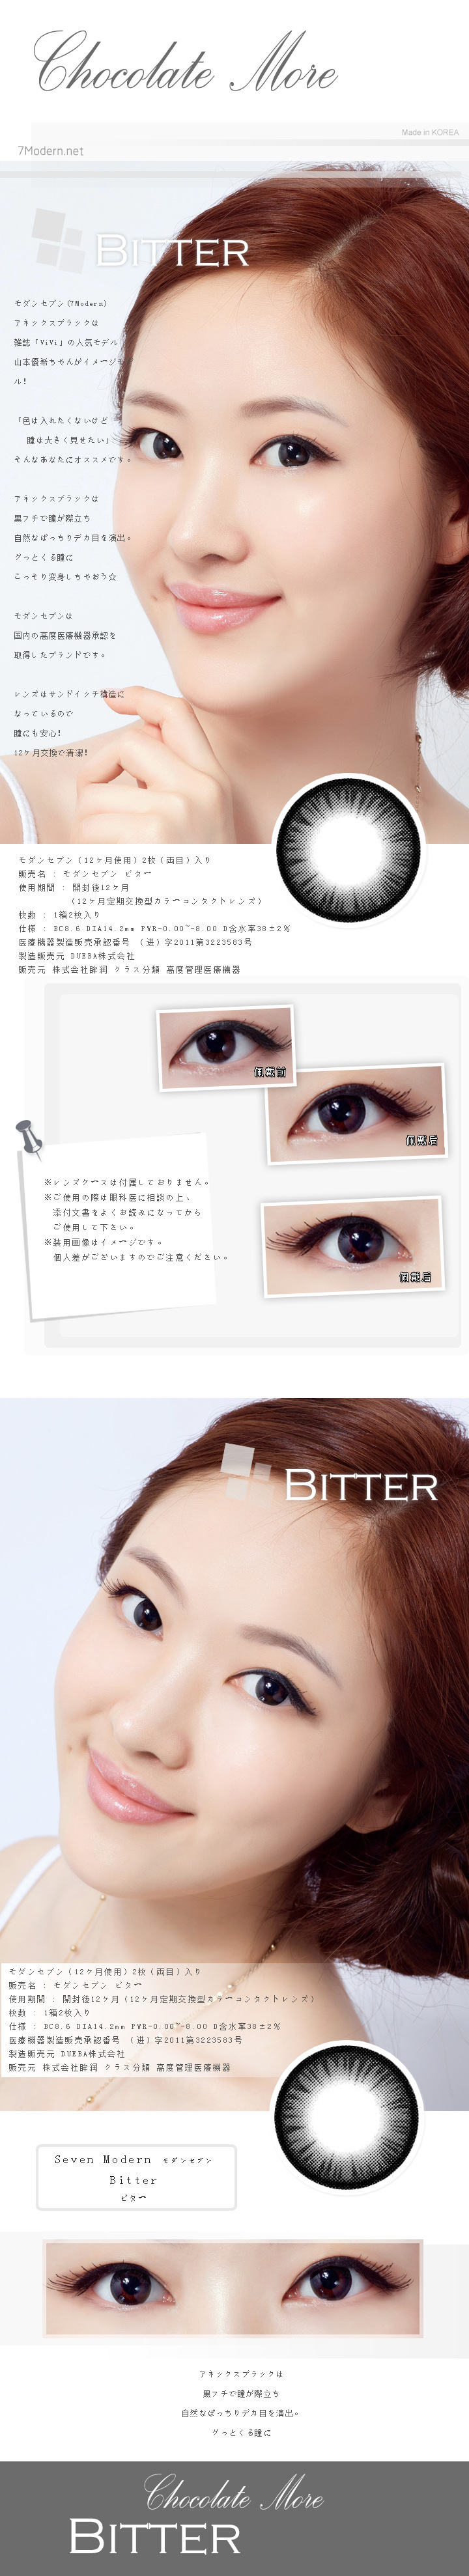 Chocolate More
Made in KOREA
7Modern.net
BITTER
モダンセブン(7Modern)
アネックスブラックは
雑誌「ViVi」の人気モデル
山本優希ちゃんがイメージモ
ル!
「色は入れたくないけど
瞳は大きく見せたい」
そんなあなたにオススメです。
アネックスブラックは
黒フチで瞳が際立ち
自然なぱっちりデカ目を演出。
グっとくる瞳に
こっそり変身しちゃおう☆
モダンセブンは
国内の高度医療機器承認を
取得したブランドです。
レンズはサンドイッチ構造に
なっているので
瞳にも安心!
12ヶ月交換で清潔!
モダンセブン(12ヶ月使用)2枚(両目)入り
販売名 : モダンセブン ビター
使用期間 : 開封後12ヶ月
(12ヶ月定期交換型カラーコンタクトレンズ)
枚数 : 1箱2枚入り
仕様 : BC8.6 DIA14.2mm PWR-0.00~-8.00 D含水率38±2%
医療機器製造販売承認番号 (进)字2011第3223583号
製造販売元 DUEBA株式会社
販売元 株式会社眸润 クラス分類 高度管理医療機器
佩戴前
佩戴后
※レンズケースは付属しておりません。
※ご使用の際は眼科医に相談の上、
添付文書をよくお読みになってから
ご使用して下さい。
※装用画像はイメージです。
個人差がございますのでご注意ください。
佩戴后
BITTER
モダンセブン(12ヶ月使用)2枚(両目)入り
販売名 : モダンセブン ビター
使用期間 : 開封後12ヶ月(12ヶ月定期交換型カラーコンタクトレンズ)
枚数 : 1箱2枚入り
仕様 : BC8.6 DIA14.2mm PWR-0.00~-8.00 D含水率38±2%
医療機器製造販売承認番号 (进)字2011第3223583号
製造販売元 DUEBA株式会社
販売元 株式会社眸润 クラス分類 高度管理医療機器
Seven Modern モダンセブン
Bitter
ビター
アネックスブラックは
黒フチで瞳が際立ち
自然なぱっちりデカ目を演出。
グっとくる瞳に
Chocolate More
BITTER